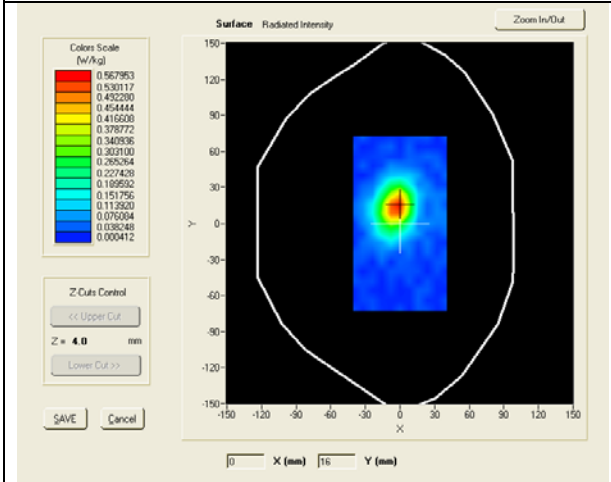 Surface Radiated Intensity
Zoom In/Out
Colors Scale
(W/kg)
0.567953
0.530117
0.492280
0.454444
0.416608
0.378772
0.340936
0.303100
0.265264
0.227428
0.189592
0.151756
0.113920
0.076084
0.038248
0.000412
Z-Cuts Control
<< Upper Cut
Z = 4.0 mm
Lower Cut >>
SAVE Cancel
150-
120-
90-
60-
30-
Y 0-
-30-
-60-
-90-
-120-
-150-
-150 -120 -90 -60 -30 0 30 60 90 120 150
X
0 X (mm) 16 Y (mm)